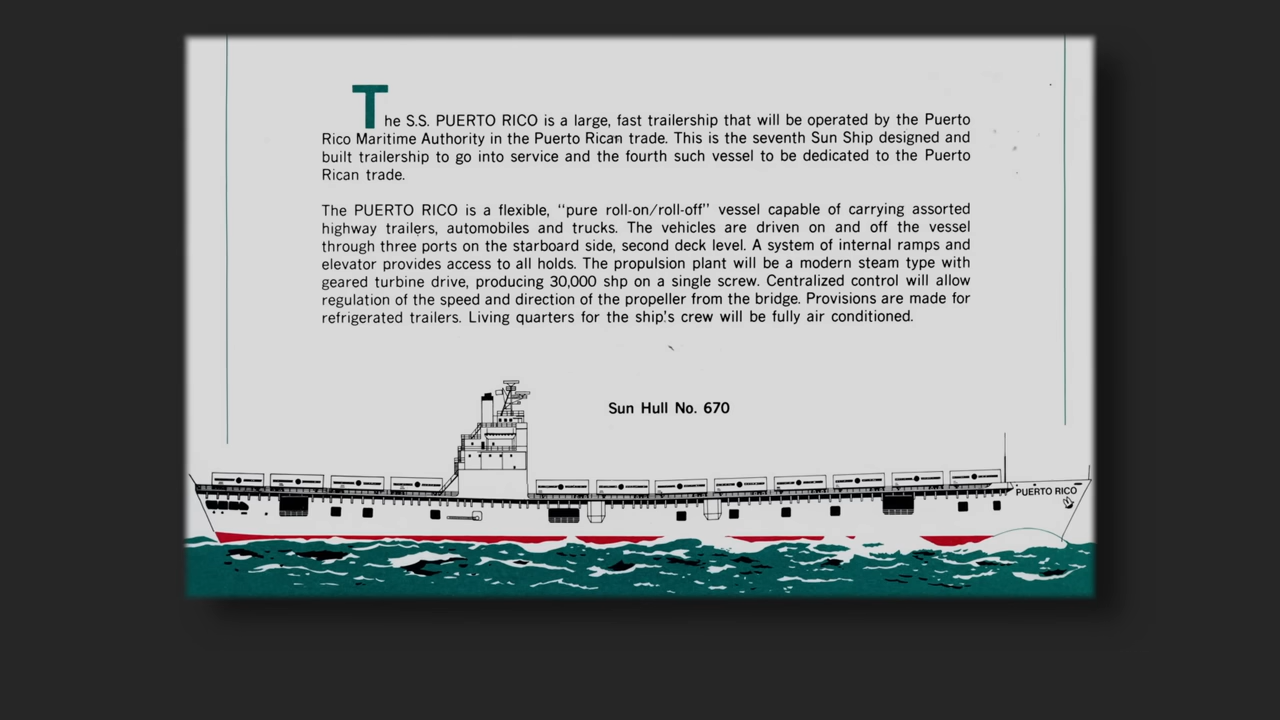 The S.S. PUERTO RICO is a large, fast trailership that will be operated by the Puerto
Rico Maritime Authority in the Puerto Rican trade. This is the seventh Sun Ship designed and
built trailership to go into service and the fourth such vessel to be dedicated to the Puerto
Rican trade.
The PUERTO RICO is a flexible, “pure roll-on/roll-off” vessel capable of carrying assorted
highway trailers, automobiles and trucks. The vehicles are driven on and off the vessel
through three ports on the starboard side, second deck level. A system of internal ramps and
elevator provides access to all holds. The propulsion plant will be a modern steam type with
geared turbine drive, producing 30,000 shp on a single screw. Centralized control will allow
regulation of the speed and direction of the propeller from the bridge. Provisions are made for
refrigerated trailers. Living quarters for the ship's crew will be fully air conditioned.
Sun Hull No. 670
PUERTO RICO